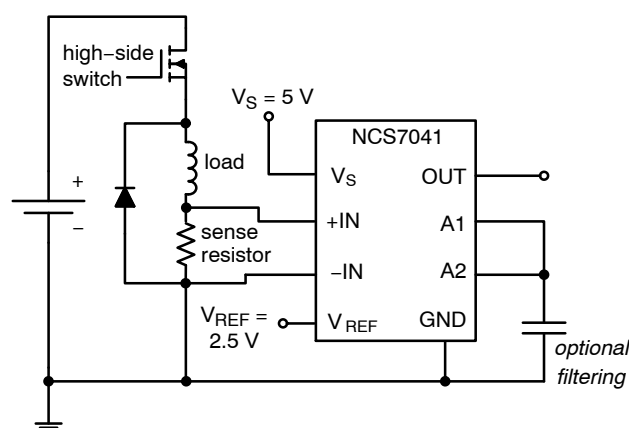 high−side
switch
V_S = 5 V
NCS7041
load
V_S
OUT
+
+IN
A1
−
sense
resistor
−IN
A2
V_REF =
2.5 V
V_REF
GND
optional
filtering